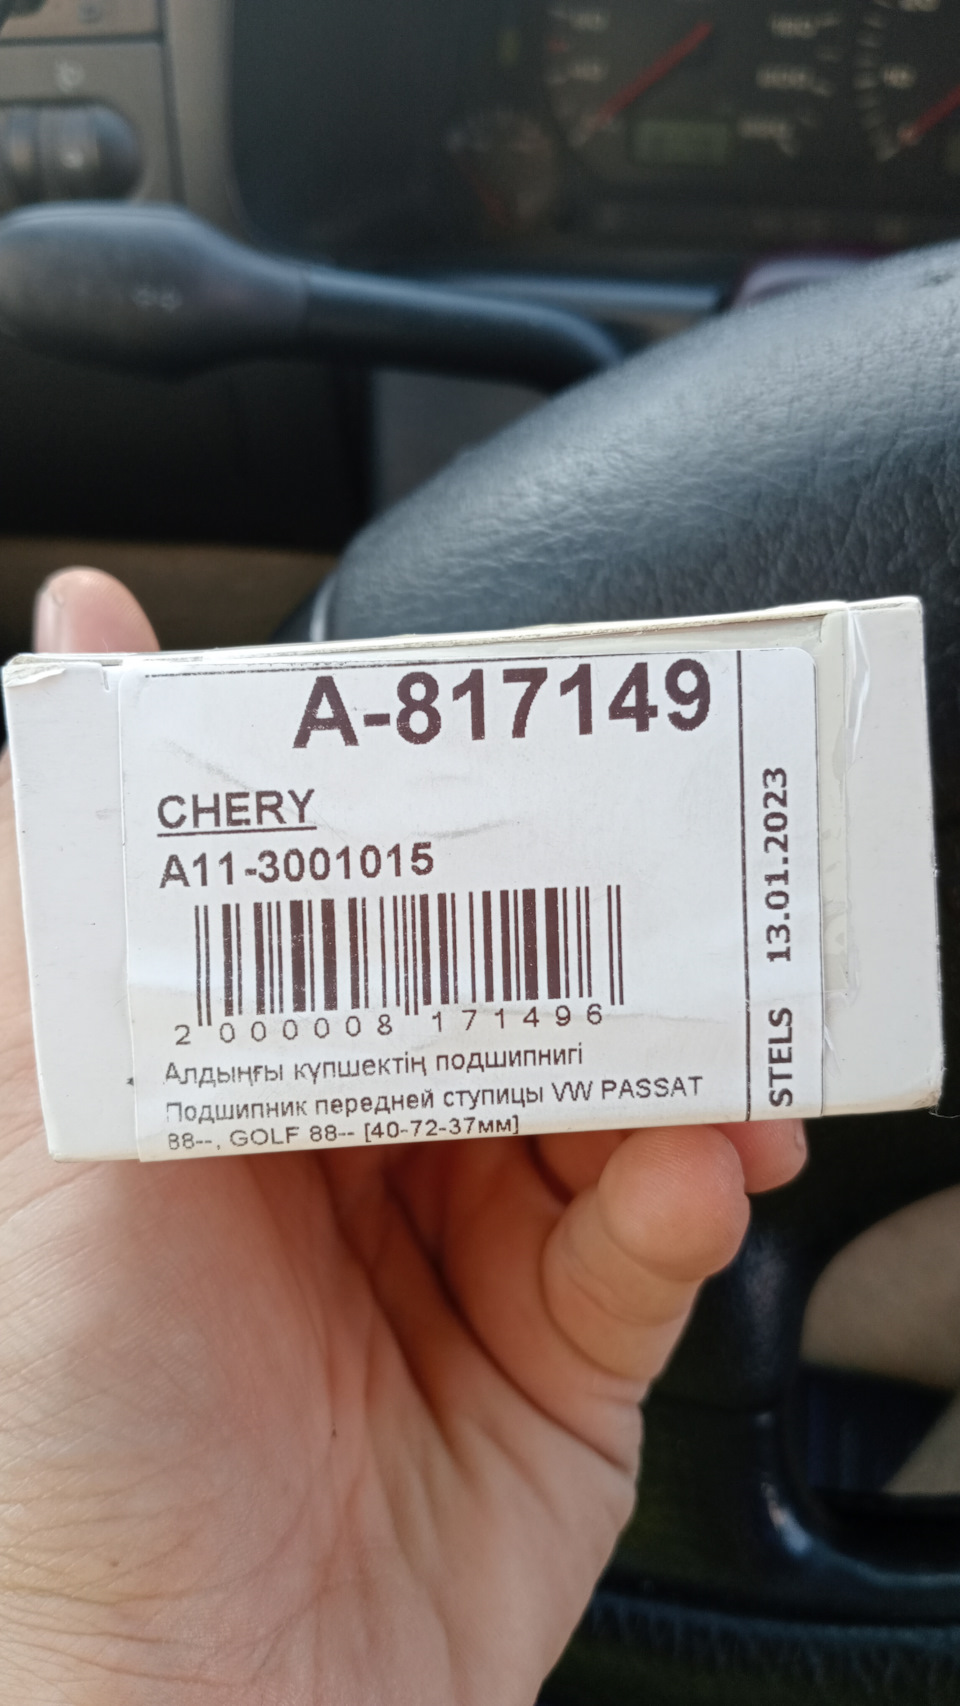 A-817149
CHERY
A11-3001015
2 000008 171496
Алдыңғы күпшектің подшипнигі
Подшипник передней ступицы VW PASSAT
88--, GOLF 88-- [40-72-37мм]
STELS 13.01.2023